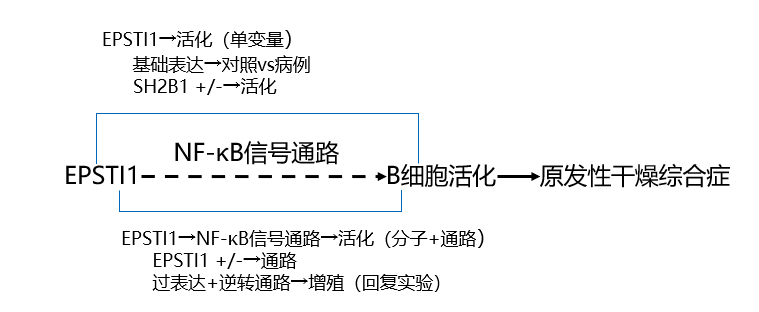 EPSTI1→活化（单变量）
基础表达→对照vs病例
SH2B1 +/-→活化
NF-κB信号通路
EPSTI1 B细胞活化 原发性干燥综合症
EPSTI1→NF-κB信号通路→活化（分子+通路）
EPSTI1 +/-→通路
过表达+逆转通路→增殖（回复实验）